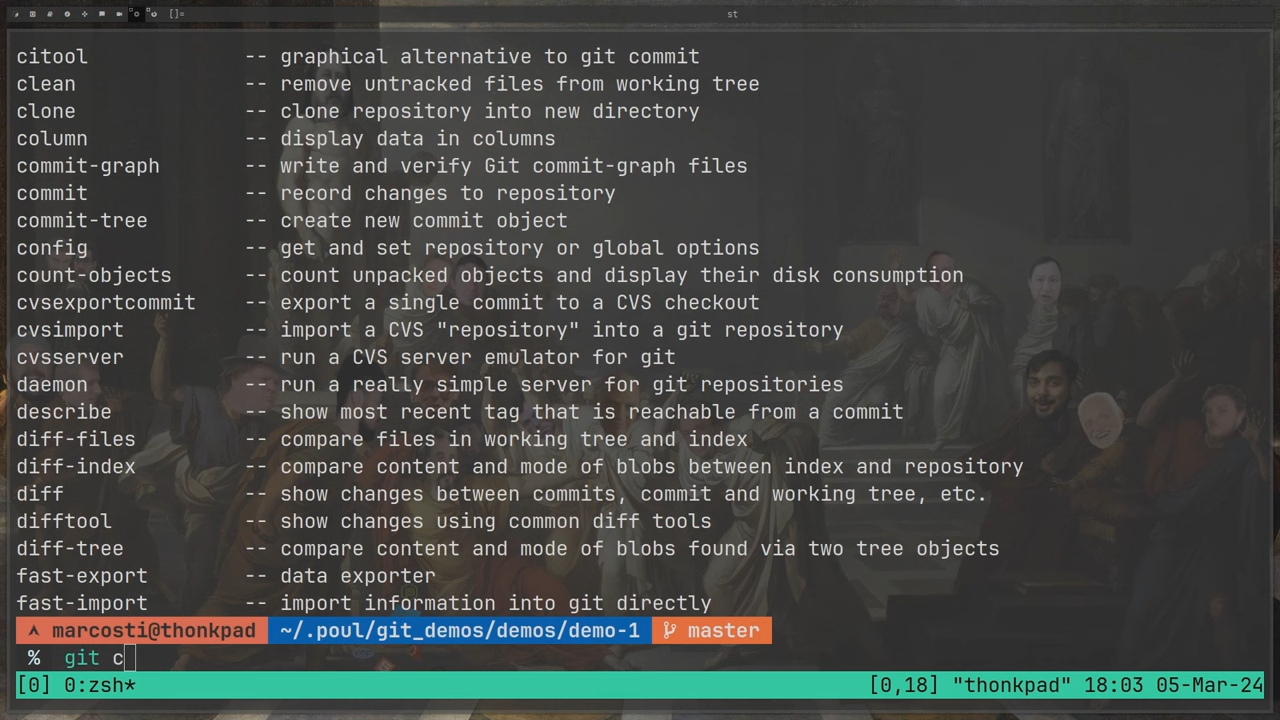 []= st
citool -- graphical alternative to git commit
clean -- remove untracked files from working tree
clone -- clone repository into new directory
column -- display data in columns
commit-graph -- write and verify Git commit-graph files
commit -- record changes to repository
commit-tree -- create new commit object
config -- get and set repository or global options
count-objects -- count unpacked objects and display their disk consumption
cvsexportcommit -- export a single commit to a CVS checkout
cvsimport -- import a CVS "repository" into a git repository
cvsserver -- run a CVS server emulator for git
daemon -- run a really simple server for git repositories
describe -- show most recent tag that is reachable from a commit
diff-files -- compare files in working tree and index
diff-index -- compare content and mode of blobs between index and repository
diff -- show changes between commits, commit and working tree, etc.
difftool -- show changes using common diff tools
diff-tree -- compare content and mode of blobs found via two tree objects
fast-export -- data exporter
fast-import -- import information into git directly
marcosti@thonkpad ~/.poul/git_demos/demos/demo-1 master
% git c
[0] 0:zsh* [0,18] "thonkpad" 18:03 05-Mar-24